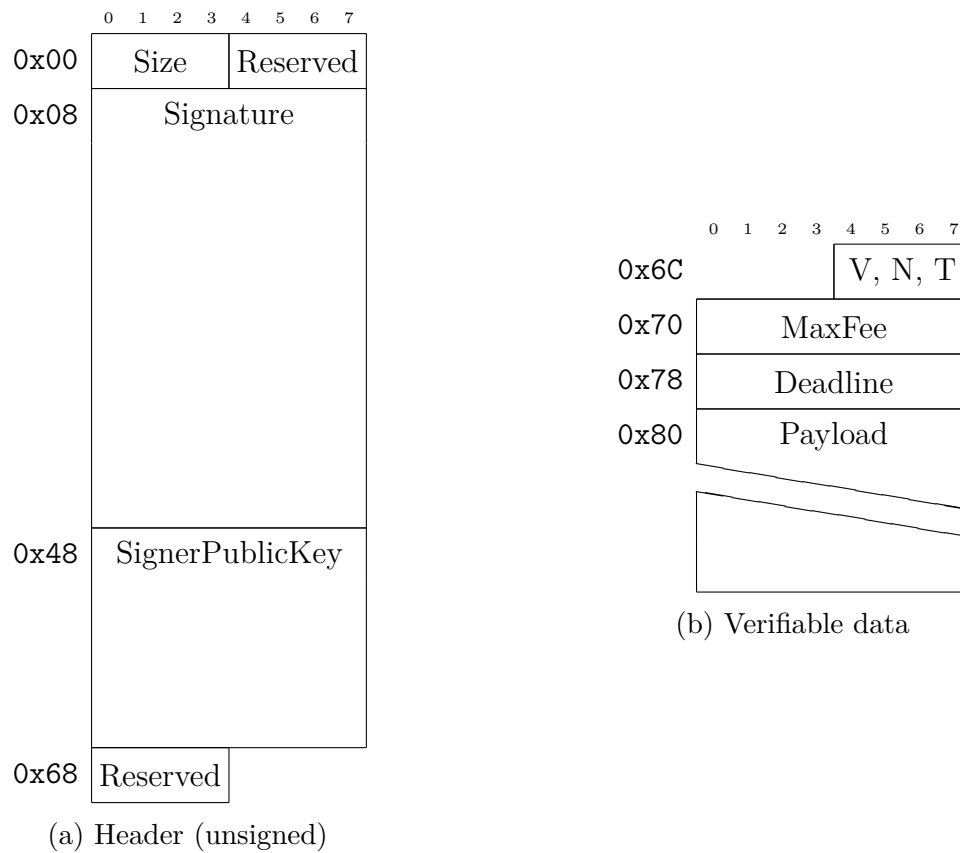 0 1 2 3 4 5 6 7
0x00 Size Reserved
0x08 Signature
0x48 SignerPublicKey
0x68 Reserved
(a) Header (unsigned)
0 1 2 3 4 5 6 7
0x6C V, N, T
0x70 MaxFee
0x78 Deadline
0x80 Payload
(b) Verifiable data